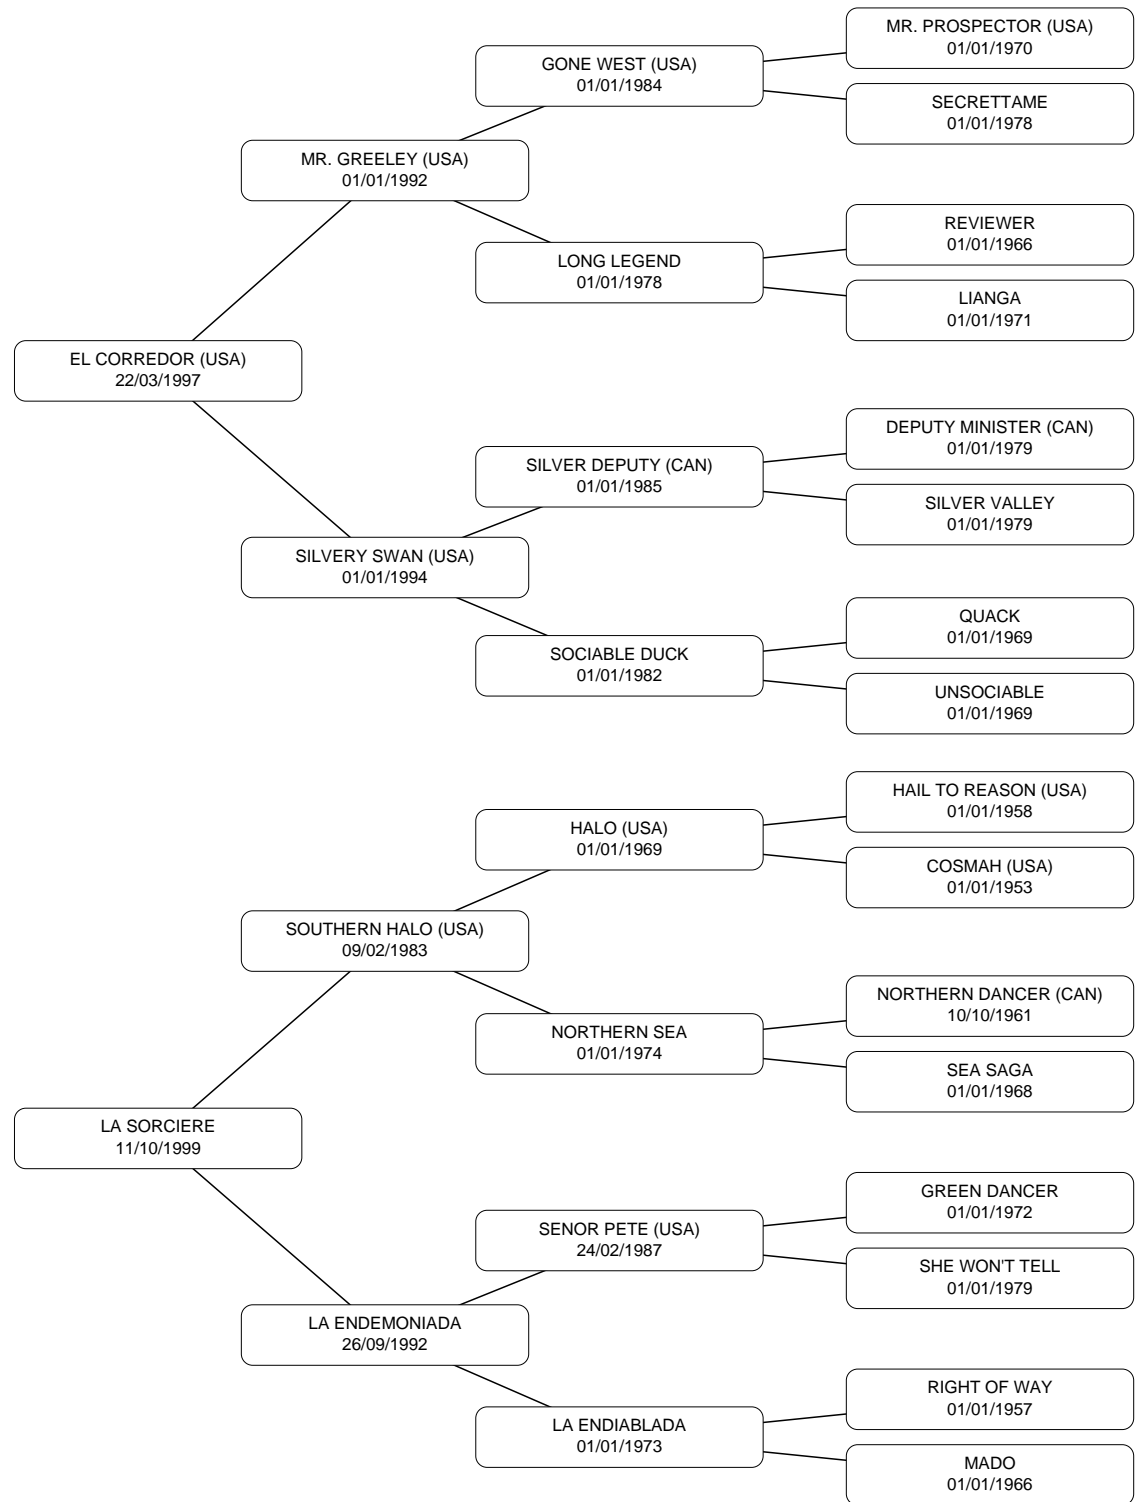 MR. PROSPECTOR (USA)
01/01/1970
GONE WEST (USA)
01/01/1984
SECRETTAME
01/01/1978
MR. GREELEY (USA)
01/01/1992
REVIEWER
01/01/1966
LONG LEGEND
01/01/1978
LIANGA
01/01/1971
EL CORREDOR (USA)
22/03/1997
DEPUTY MINISTER (CAN)
01/01/1979
SILVER DEPUTY (CAN)
01/01/1985
SILVER VALLEY
01/01/1979
SILVERY SWAN (USA)
01/01/1994
QUACK
01/01/1969
SOCIABLE DUCK
01/01/1982
UNSOCIABLE
01/01/1969
HAIL TO REASON (USA)
01/01/1958
HALO (USA)
01/01/1969
COSMAH (USA)
01/01/1953
SOUTHERN HALO (USA)
09/02/1983
NORTHERN DANCER (CAN)
10/10/1961
NORTHERN SEA
01/01/1974
SEA SAGA
01/01/1968
LA SORCIERE
11/10/1999
GREEN DANCER
01/01/1972
SENOR PETE (USA)
24/02/1987
SHE WON'T TELL
01/01/1979
LA ENDEMONIADA
26/09/1992
RIGHT OF WAY
01/01/1957
LA ENDIABLADA
01/01/1973
MADO
01/01/1966